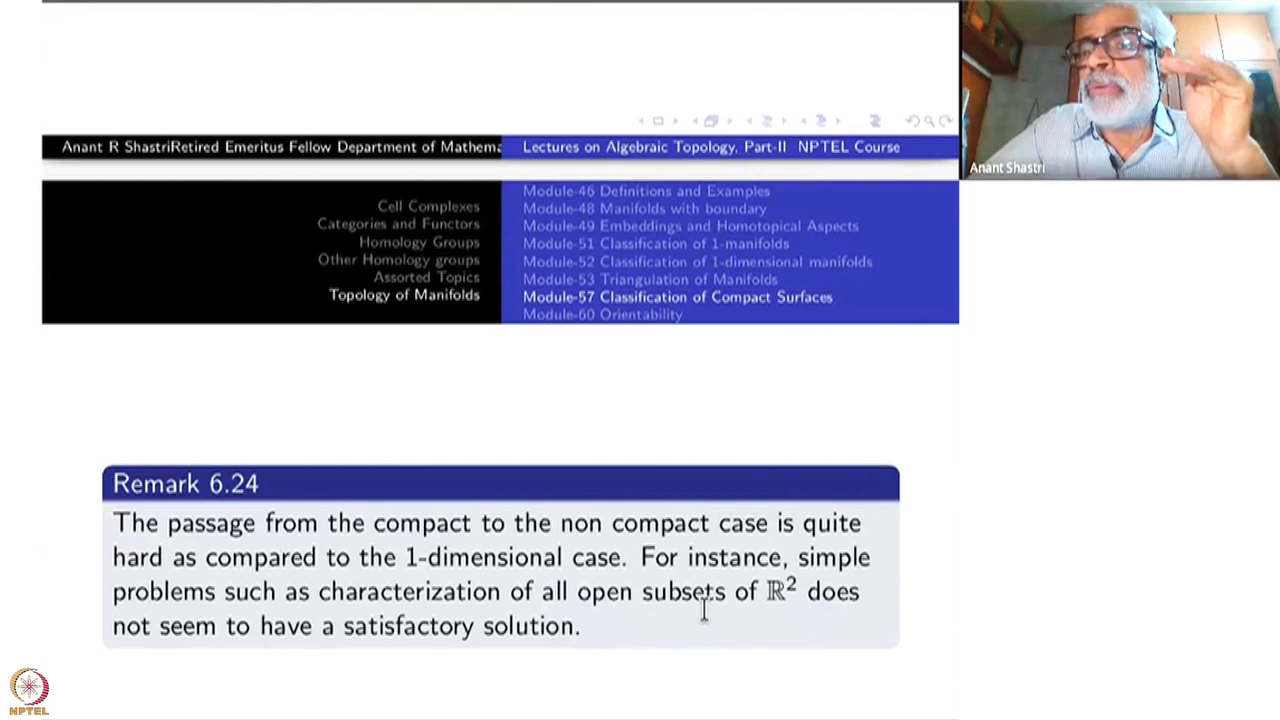 Anant R ShastriRetired Emeritus Fellow Department of Mathema
Lectures on Algebraic Topology, Part-II NPTEL Course
Anant Shastri
Cell Complexes
Categories and Functors
Homology Groups
Other Homology groups
Assorted Topics
Topology of Manifolds
Module-46 Definitions and Examples
Module-48 Manifolds with boundary
Module-49 Embeddings and Homotopical Aspects
Module-51 Classification of 1-manifolds
Module-52 Classification of 1-dimensional manifolds
Module-53 Triangulation of Manifolds
Module-57 Classification of Compact Surfaces
Module-60 Orientability
Remark 6.24
The passage from the compact to the non compact case is quite
hard as compared to the 1-dimensional case. For instance, simple
problems such as characterization of all open subsets of ℝ² does
not seem to have a satisfactory solution.
NPTEL